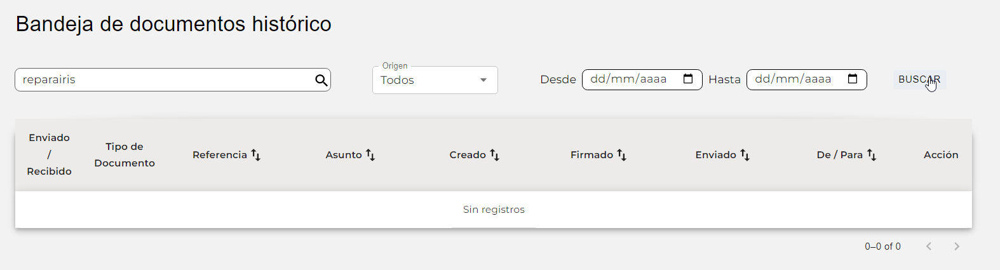 Bandeja de documentos histórico
reparairis
Origen
Todos
Desde dd/mm/aaaa Hasta dd/mm/aaaa BUSCAR
Enviado / Recibido
Tipo de Documento
Referencia
Asunto
Creado
Firmado
Enviado
De / Para
Acción
Sin registros
0–0 of 0